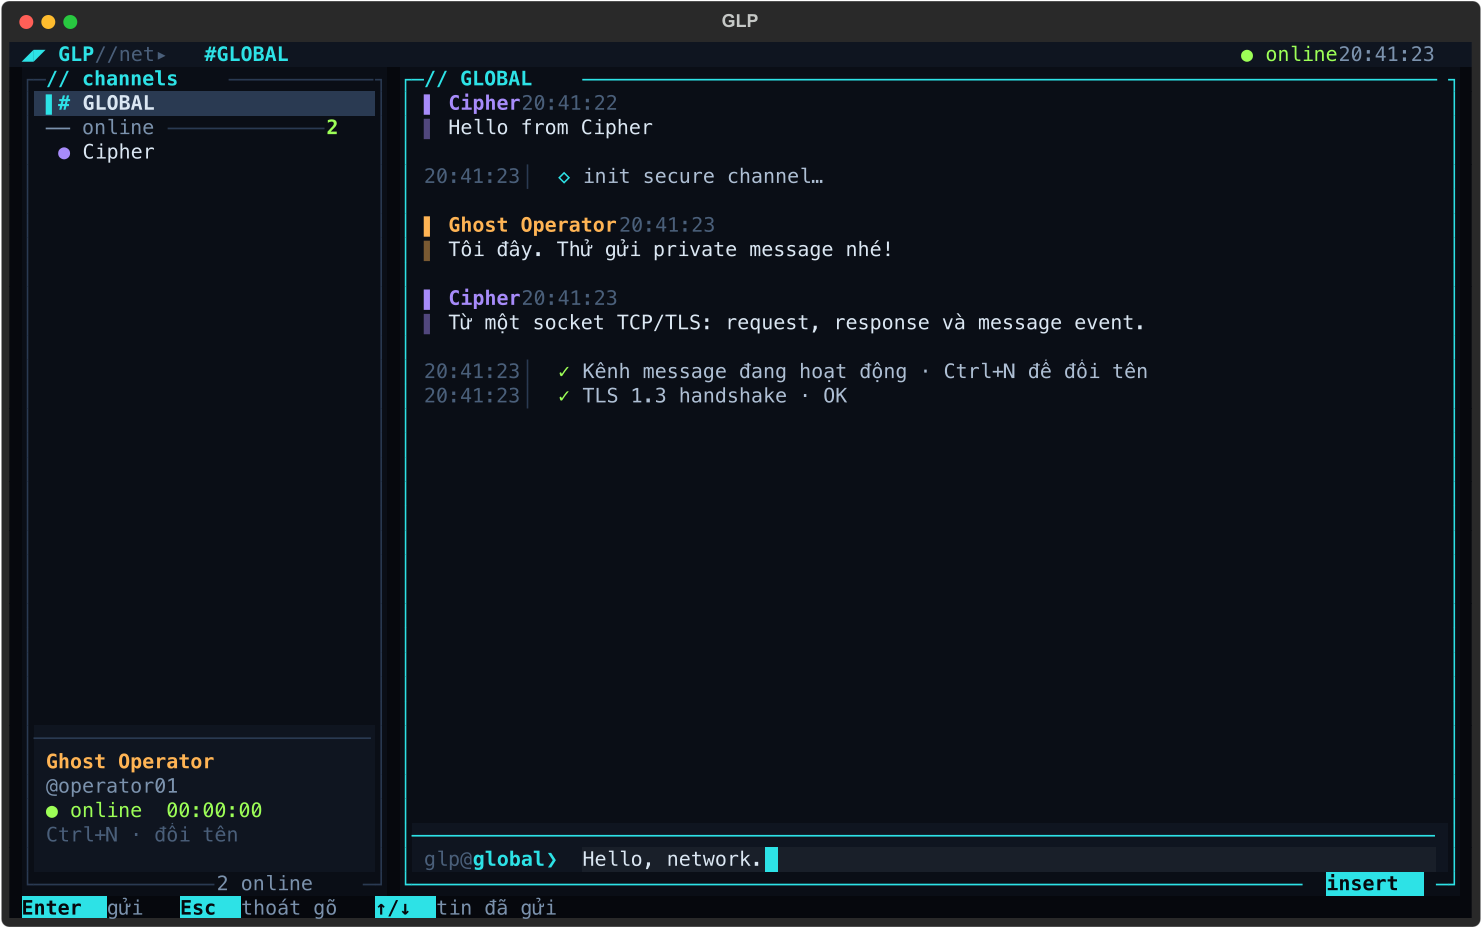 GLP
GLP//net▸ #GLOBAL
● online20:41:23
// channels
# GLOBAL
online 2
● Cipher
Ghost Operator
@operator01
● online 00:00:00
Ctrl+N · đổi tên
2 online
// GLOBAL
Cipher20:41:22
Hello from Cipher
20:41:23│ ◇ init secure channel…
Ghost Operator20:41:23
Tôi đây. Thử gửi private message nhé!
Cipher20:41:23
Từ một socket TCP/TLS: request, response và message event.
20:41:23│ ✓ Kênh message đang hoạt động · Ctrl+N để đổi tên
20:41:23│ ✓ TLS 1.3 handshake · OK
glp@global❯ Hello, network.
insert
Enter gửi Esc thoát gõ ↑/↓ tin đã gửi